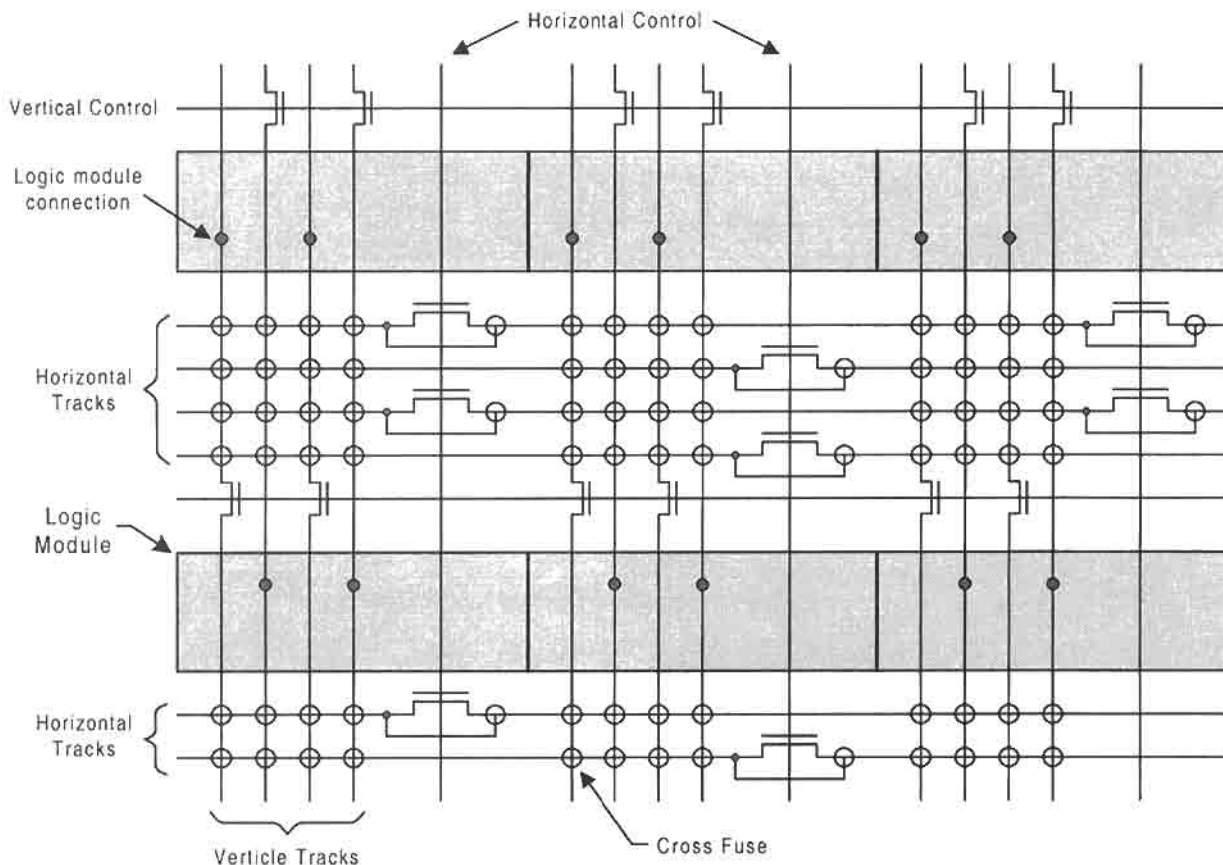 Horizontal Control
Vertical Control
Logic module
connection
Horizontal
Tracks
Logic
Module
Horizontal
Tracks
Cross Fuse
Verticle Tracks